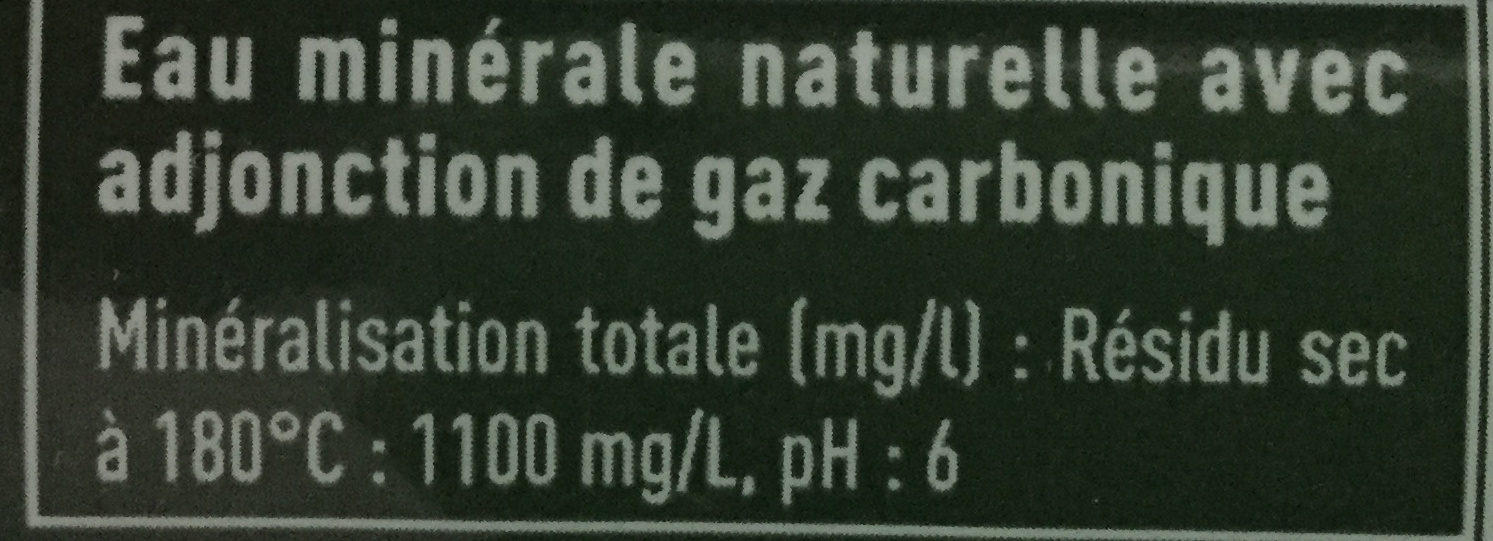 Eau minérale naturelle avec
adjonction de gaz carbonique
Minéralisation totale (mg/l) : Résidu sec
à 180°C : 1100 mg/L, pH : 6